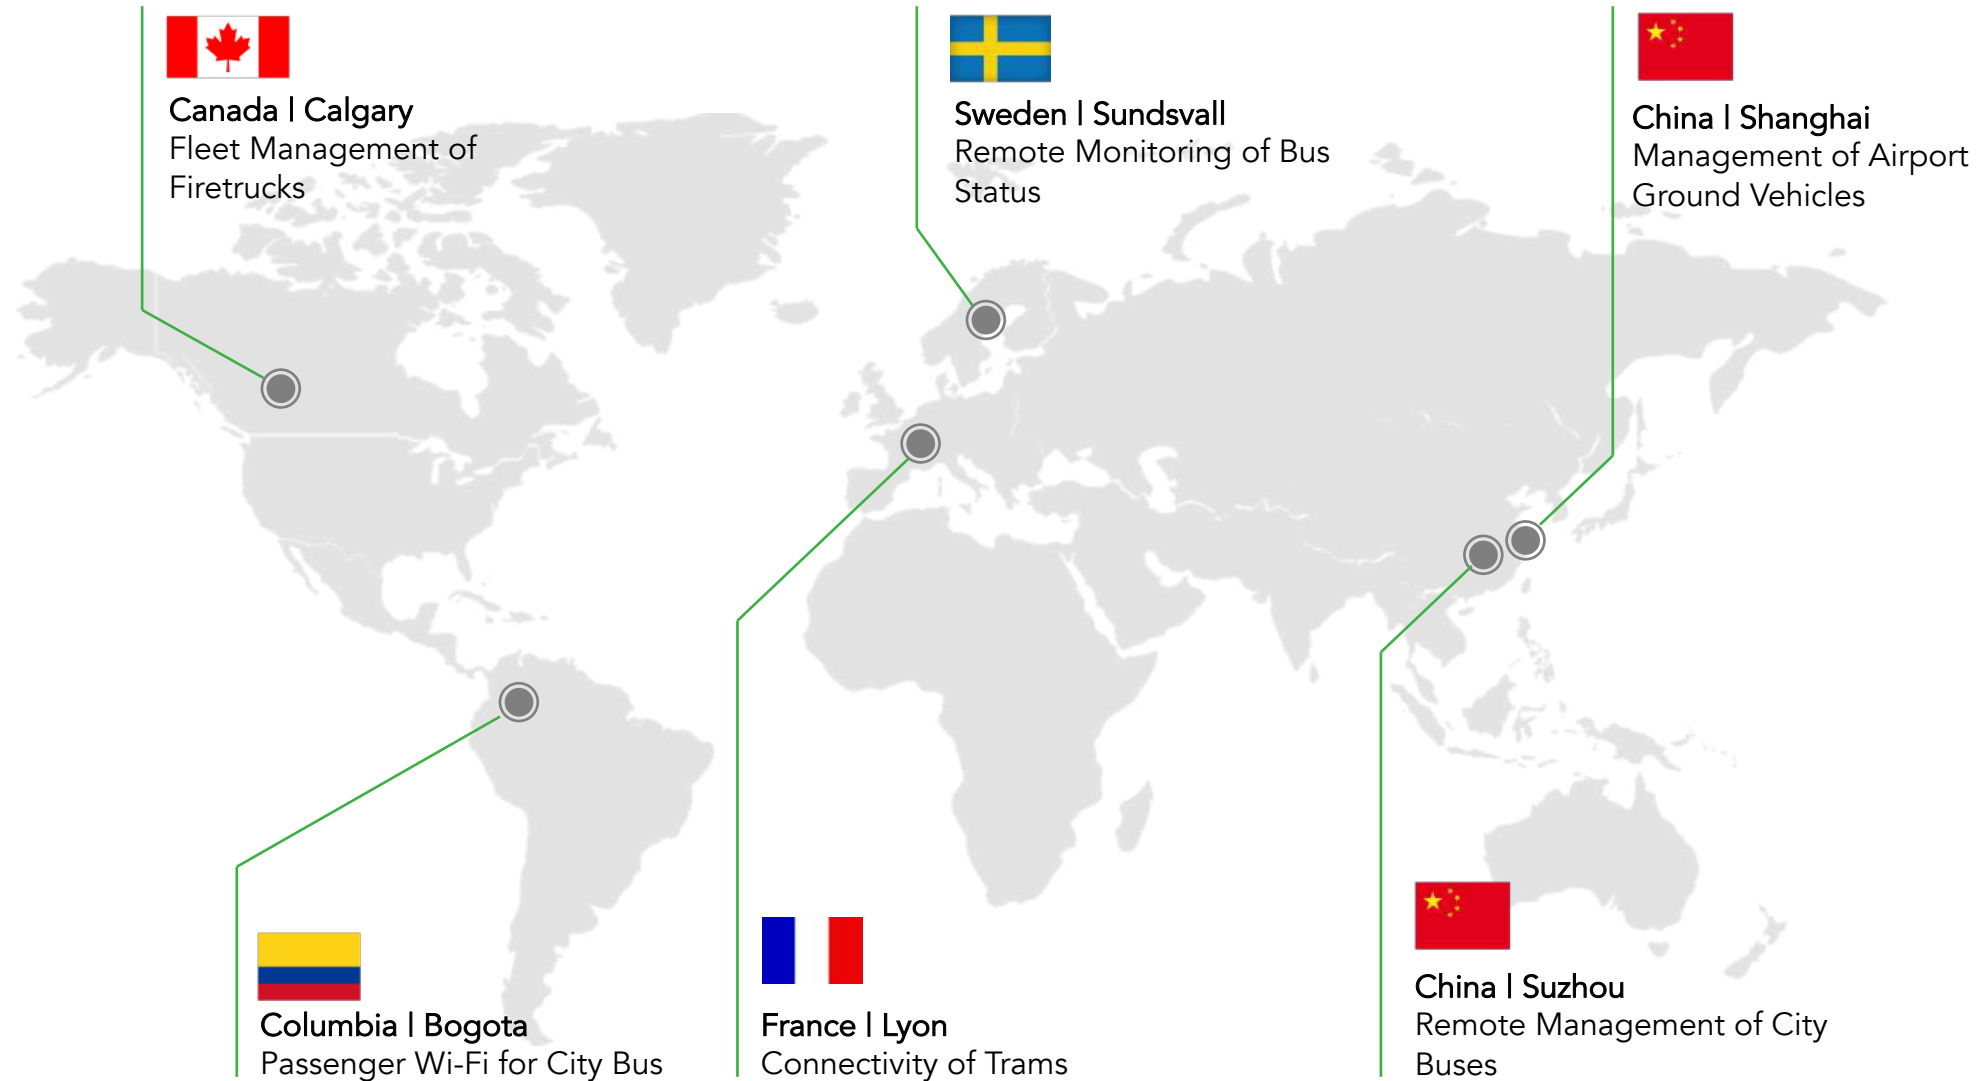 Canada | Calgary
Fleet Management of
Firetrucks
Sweden | Sundsvall
Remote Monitoring of Bus
Status
China | Shanghai
Management of Airport
Ground Vehicles
Columbia | Bogota
Passenger Wi-Fi for City Bus
France | Lyon
Connectivity of Trams
China | Suzhou
Remote Management of City
Buses